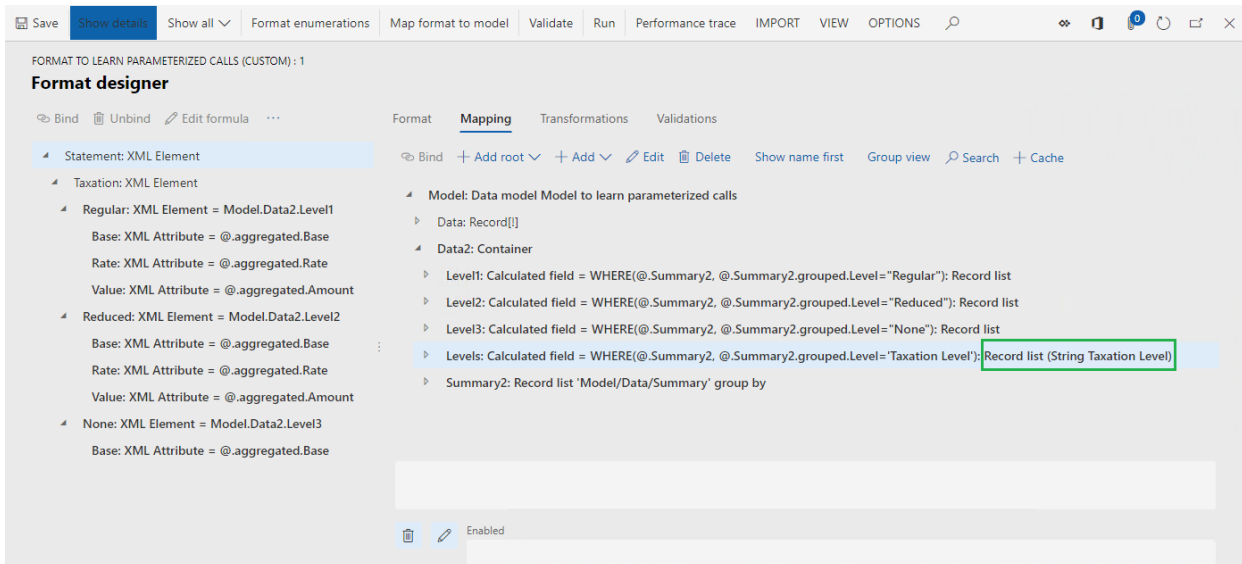 Save Show details Show all Format enumerations Map format to model Validate Run Performance trace IMPORT VIEW OPTIONS 0
FORMAT TO LEARN PARAMETERIZED CALLS (CUSTOM) : 1
Format designer
Bind Unbind Edit formula ...
Format Mapping Transformations Validations
Bind Add root Add Edit Delete Show name first Group view Search Cache
Statement: XML Element
Taxation: XML Element
Regular: XML Element = Model.Data2.Level1
Base: XML Attribute = @.aggregated.Base
Rate: XML Attribute = @.aggregated.Rate
Value: XML Attribute = @.aggregated.Amount
Reduced: XML Element = Model.Data2.Level2
Base: XML Attribute = @.aggregated.Base
Rate: XML Attribute = @.aggregated.Rate
Value: XML Attribute = @.aggregated.Amount
None: XML Element = Model.Data2.Level3
Base: XML Attribute = @.aggregated.Base
Model: Data model Model to learn parameterized calls
Data: Record[!]
Data2: Container
Level1: Calculated field = WHERE(@.Summary2, @.Summary2.grouped.Level="Regular"): Record list
Level2: Calculated field = WHERE(@.Summary2, @.Summary2.grouped.Level="Reduced"): Record list
Level3: Calculated field = WHERE(@.Summary2, @.Summary2.grouped.Level="None"): Record list
Levels: Calculated field = WHERE(@.Summary2, @.Summary2.grouped.Level='Taxation Level'): Record list (String Taxation Level)
Summary2: Record list 'Model/Data/Summary' group by
Enabled